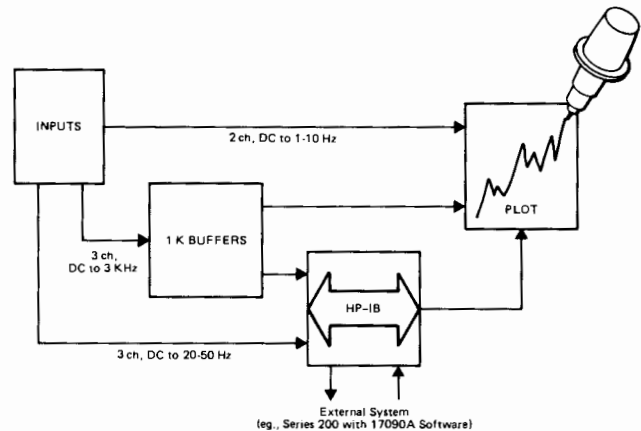 INPUTS
2 ch, DC to 1-10 Hz
PLOT
3 ch,
DC to 3 KHz
1 K BUFFERS
HP-IB
3 ch, DC to 20-50 Hz
External System
(eg., Series 200 with 17090A Software)